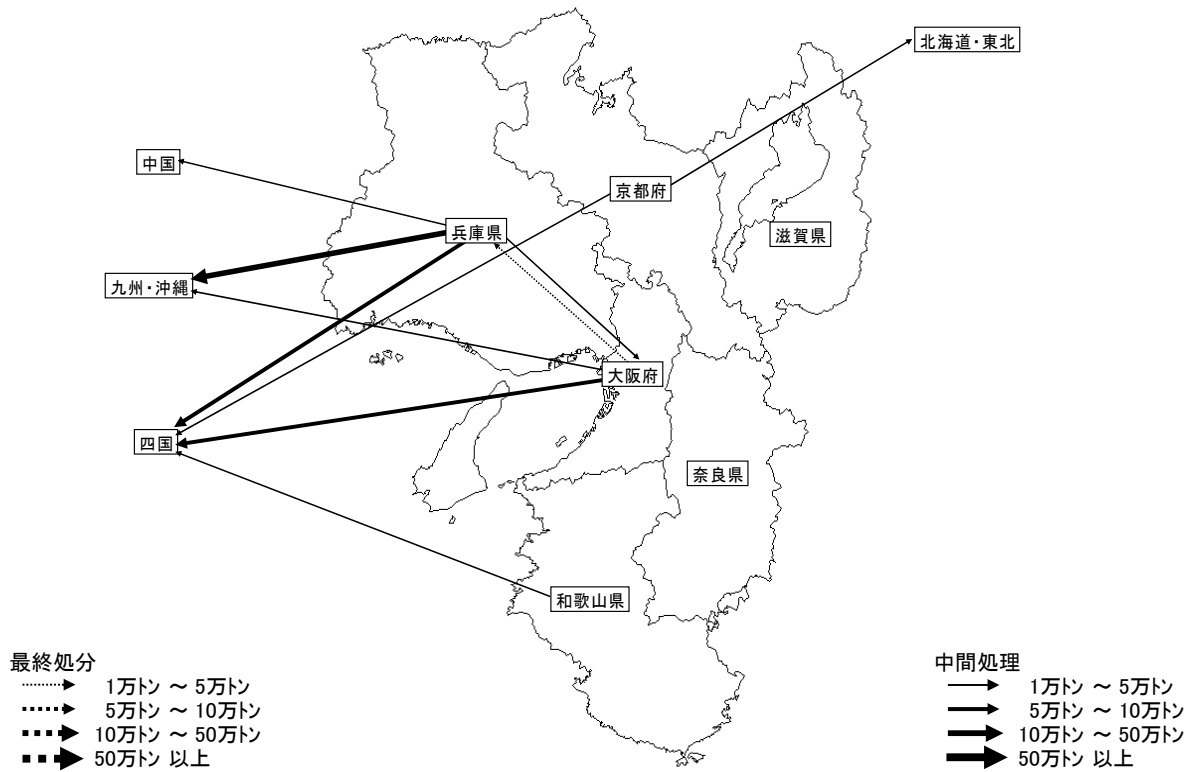 北海道・東北
中国
京都府
兵庫県
滋賀県
九州・沖縄
大阪府
四国
奈良県
和歌山県
最終処分
1万トン ～ 5万トン
5万トン ～ 10万トン
10万トン ～ 50万トン
50万トン 以上
中間処理
1万トン ～ 5万トン
5万トン ～ 10万トン
10万トン ～ 50万トン
50万トン 以上